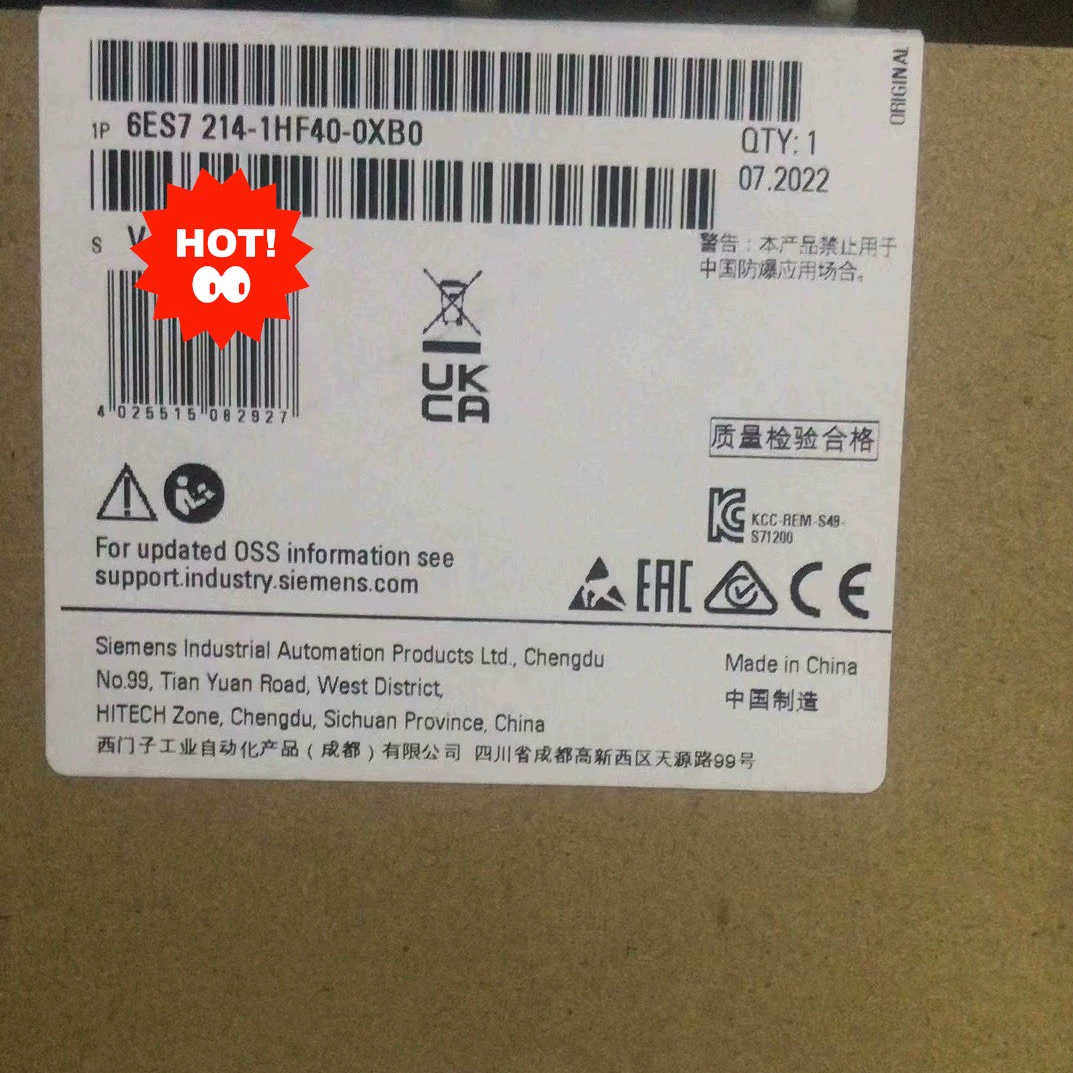 ORIGINAL
1P 6ES7 214-1HF40-0XB0
QTY: 1
07.2022
S V
HOT!
警告：本产品禁止用于
中国防爆应用场合。
4 025515 082927
UK
CA
质量检验合格
KCC-REM-S49-
S71200
For updated OSS information see
support.industry.siemens.com
EAC
CE
Siemens Industrial Automation Products Ltd., Chengdu
No.99, Tian Yuan Road, West District,
HITECH Zone, Chengdu, Sichuan Province, China
西门子工业自动化产品（成都）有限公司 四川省成都高新西区天源路99号
Made in China
中国制造